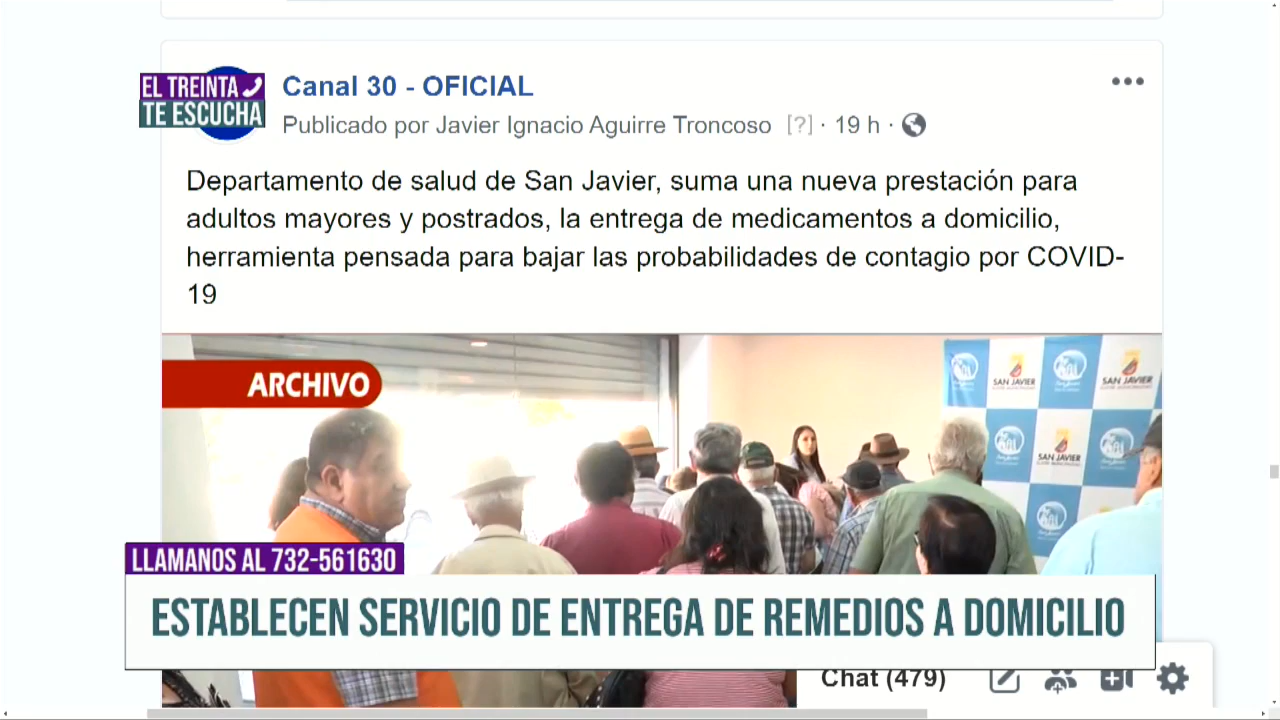 EL TREINTA
TE ESCUCHA
Canal 30 - OFICIAL
Publicado por Javier Ignacio Aguirre Troncoso [?] · 19 h ·
Departamento de salud de San Javier, suma una nueva prestación para
adultos mayores y postrados, la entrega de medicamentos a domicilio,
herramienta pensada para bajar las probabilidades de contagio por COVID-
19
ARCHIVO
SAN JAVIER
SAN JAVIER
SAN JAVIER
LLAMANOS AL 732-561630
ESTABLECEN SERVICIO DE ENTREGA DE REMEDIOS A DOMICILIO
Chat (479)